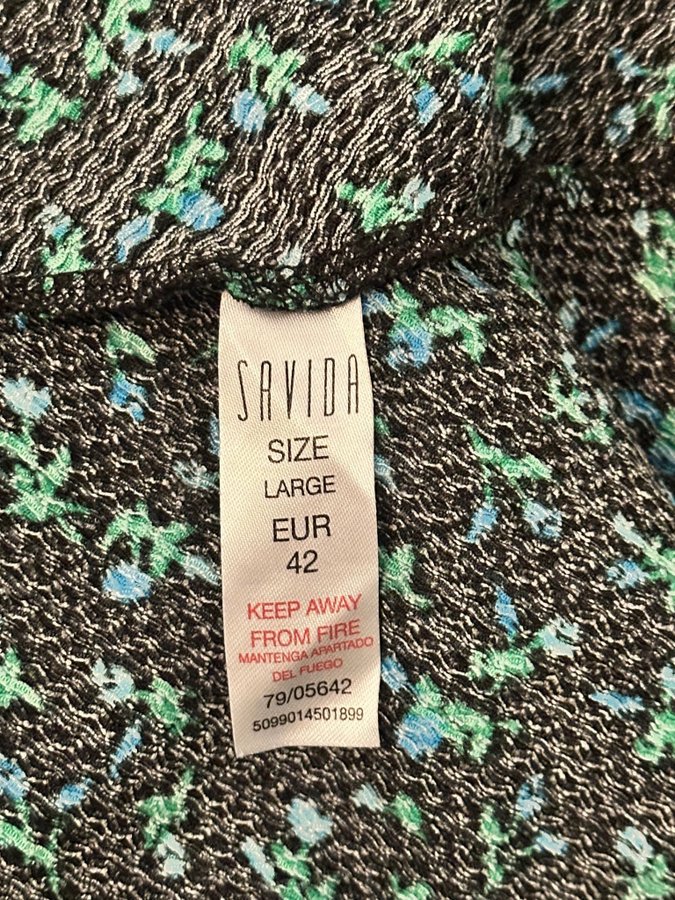 SAVIDA
SIZE
LARGE
EUR
42
KEEP AWAY
FROM FIRE
MANTENGA APARTADO
DEL FUEGO
79/05642
5099014501899